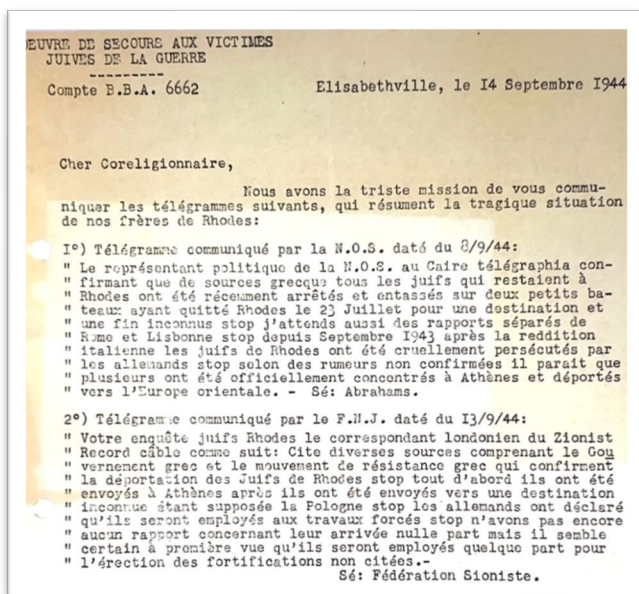 OEUVRE DE SECOURS AUX VICTIMES
JUIVES DE LA GUERRE
---------
Compte B.B.A. 6662
Elisabethville, le I4 Septembre I944
Cher Coreligionnaire,
Nous avons la triste mission de vous commu-
niquer les télégrammes suivants, qui résument la tragique situation
de nos frères de Rhodes:
I°) Télégramme communiqué par la N.O.S. daté du 8/9/44:
" Le représentant politique de la N.O.S. au Caire télégraphia con-
" firmant que de sources grecque tous les juifs qui restaient à
" Rhodes ont été récemment arrêtés et entassés sur deux petits ba-
" teaux ayant quitté Rhodes le 23 Juillet pour une destination et
" une fin inconnus stop j'attends aussi des rapports séparés de
" Rome et Lisbonne stop depuis Septembre I943 après la reddition
" italienne les juifs de Rhodes ont été cruellement persécutés par
" les allemands stop selon des rumeurs non confirmées il parait que
" plusieurs ont été officiellement concentrés à Athènes et déportés
" vers l'Europe orientale. - Sé: Abrahams.
2°) Télégramme communiqué par le F.N.J. daté du I3/9/44:
" Votre enquête juifs Rhodes le correspondant londonien du Zionist
" Record câble comme suit: Cite diverses sources comprenant le Gou
" vernement grec et le mouvement de résistance grec qui confirment
" la déportation des Juifs de Rhodes stop tout d'abord ils ont été
" envoyés à Athènes après ils ont été envoyés vers une destination
" inconnue étant supposée la Pologne stop les allemands ont déclaré
" qu'ils seront employés aux travaux forcés stop n'avons pas encore
" aucun rapport concernant leur arrivée nulle part mais il semble
" certain à première vue qu'ils seront employés quelque part pour
" l'érection des fortifications non citées.-
Sé: Fédération Sioniste.